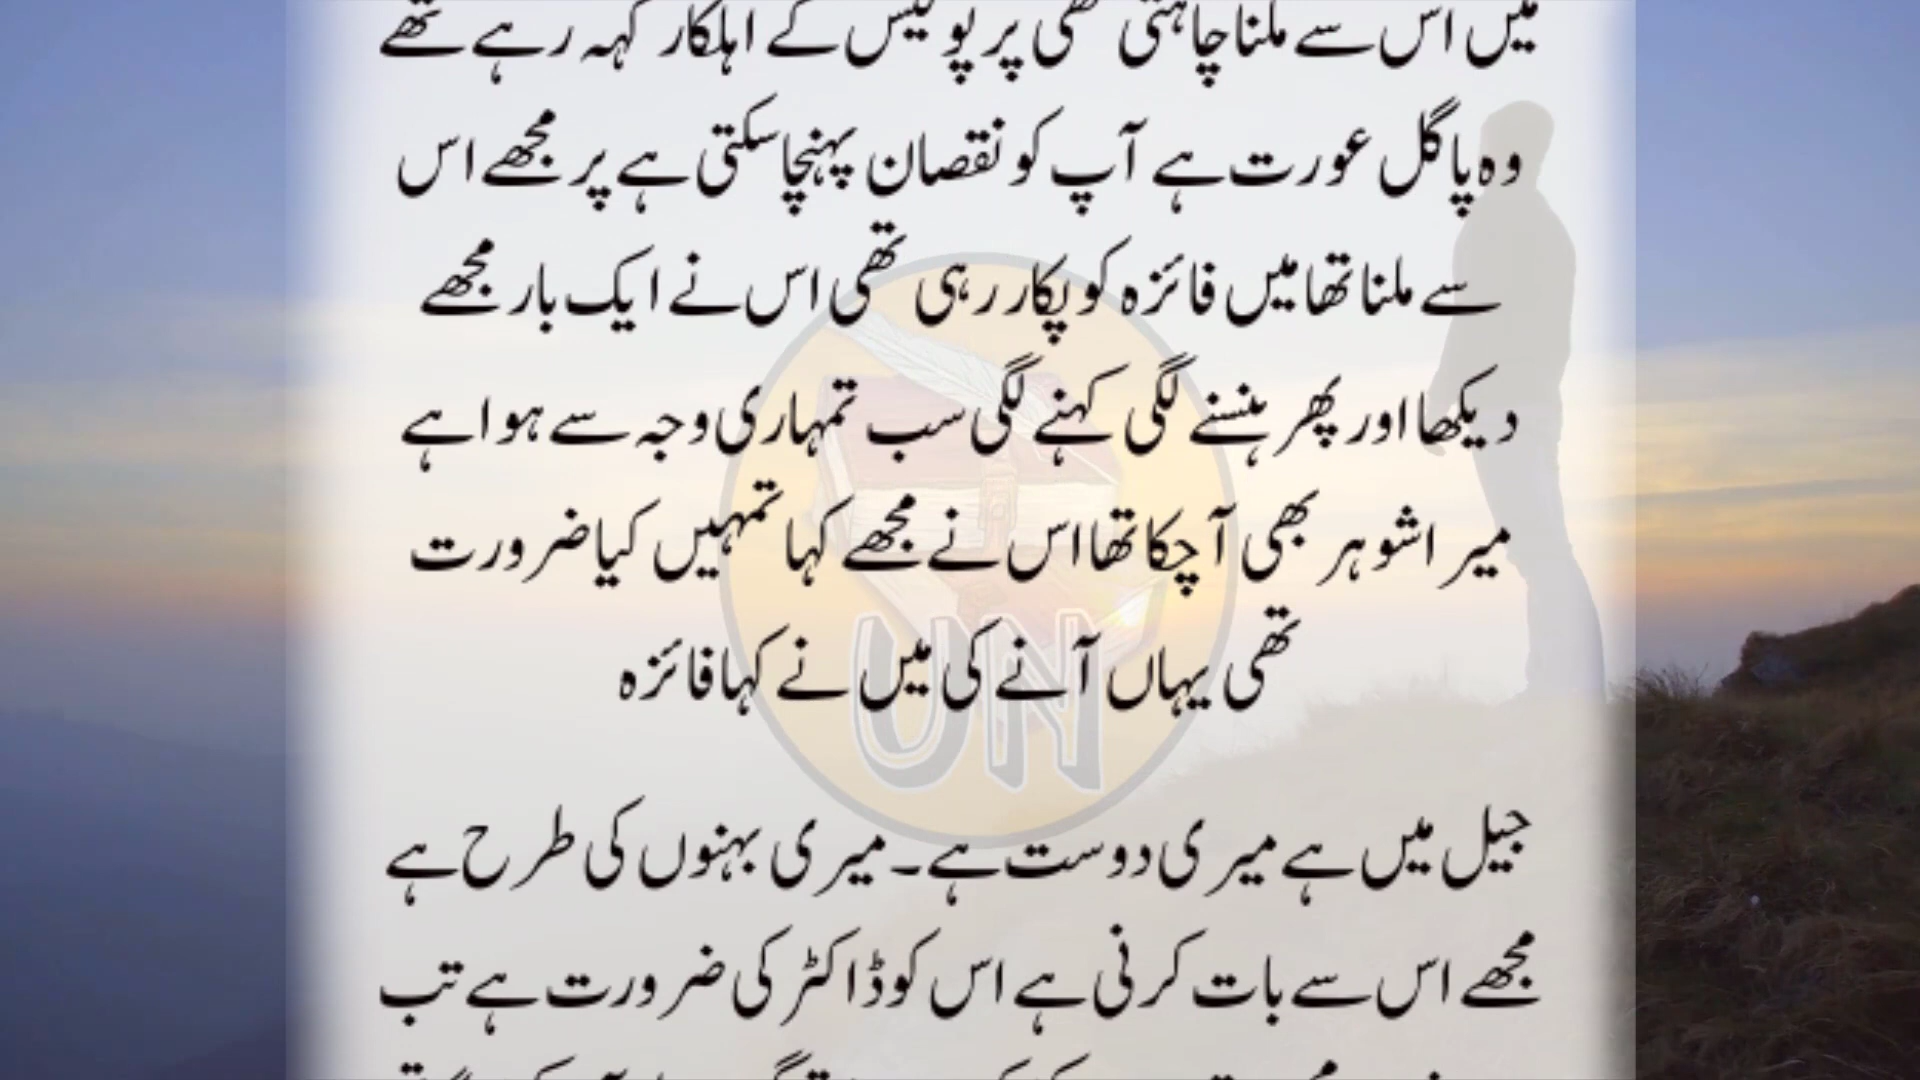 میں اس سے ملنا چاہتی تھی پر پولیس کے اہلکار کہہ رہے تھے
وہ پاگل عورت ہے آپ کو نقصان پہنچا سکتی ہے پر مجھے اس
سے ملنا تھا میں فائزہ کو پکار رہی تھی اس نے ایک بار مجھے
دیکھا اور پھر ہنسنے لگی کہنے لگی سب تمہاری وجہ سے ہوا ہے
میرا شوہر بھی آ چکا تھا اس نے مجھے کہا تمہیں کیا ضرورت
تھی یہاں آنے کی میں نے کہا فائزہ
UN
جیل میں ہے میری دوست ہے۔ میری بہنوں کی طرح ہے
مجھے اس سے بات کرنی ہے اس کو ڈاکٹر کی ضرورت ہے تب